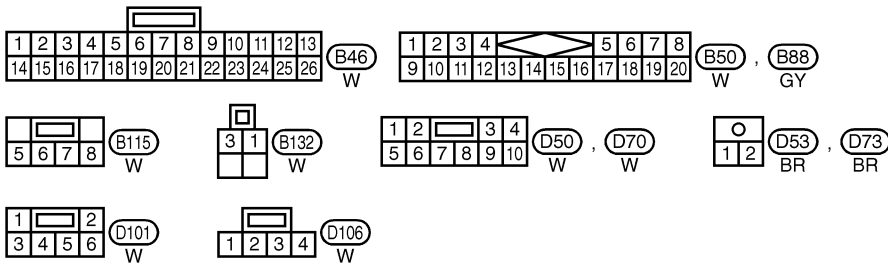 1 2 3 4 5 6 7 8 9 10 11 12 13
14 15 16 17 18 19 20 21 22 23 24 25 26
B46
W
1 2 3 4 5 6 7 8
9 10 11 12 13 14 15 16 17 18 19 20
B50 , B88
W GY
5 6 7 8
B115
W
3 1
B132
W
1 2 3 4
5 6 7 8 9 10
D50 , D70
W W
1 2
D53 , D73
BR BR
1 2
3 4 5 6
D101
W
1 2 3 4
D106
W